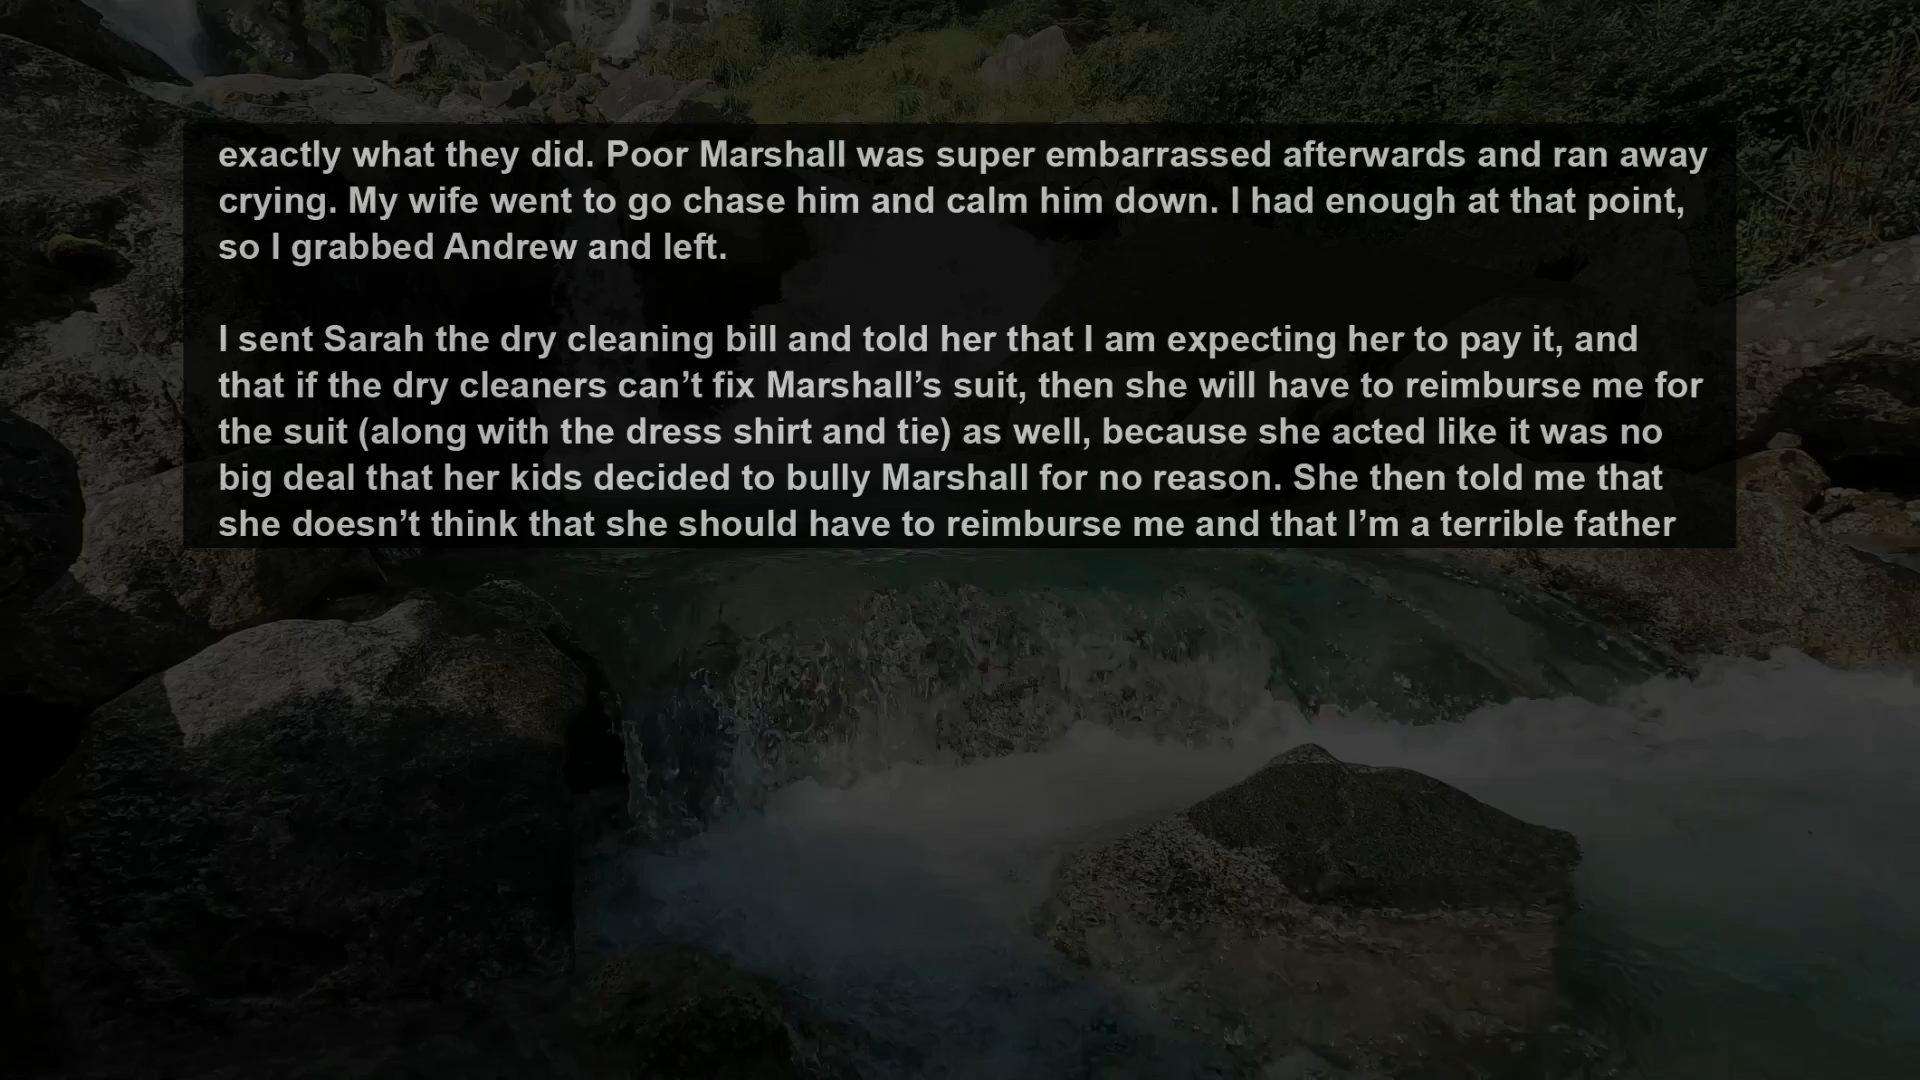 exactly what they did. Poor Marshall was super embarrassed afterwards and ran away
crying. My wife went to go chase him and calm him down. I had enough at that point,
so I grabbed Andrew and left.
I sent Sarah the dry cleaning bill and told her that I am expecting her to pay it, and
that if the dry cleaners can’t fix Marshall’s suit, then she will have to reimburse me for
the suit (along with the dress shirt and tie) as well, because she acted like it was no
big deal that her kids decided to bully Marshall for no reason. She then told me that
she doesn’t think that she should have to reimburse me and that I’m a terrible father